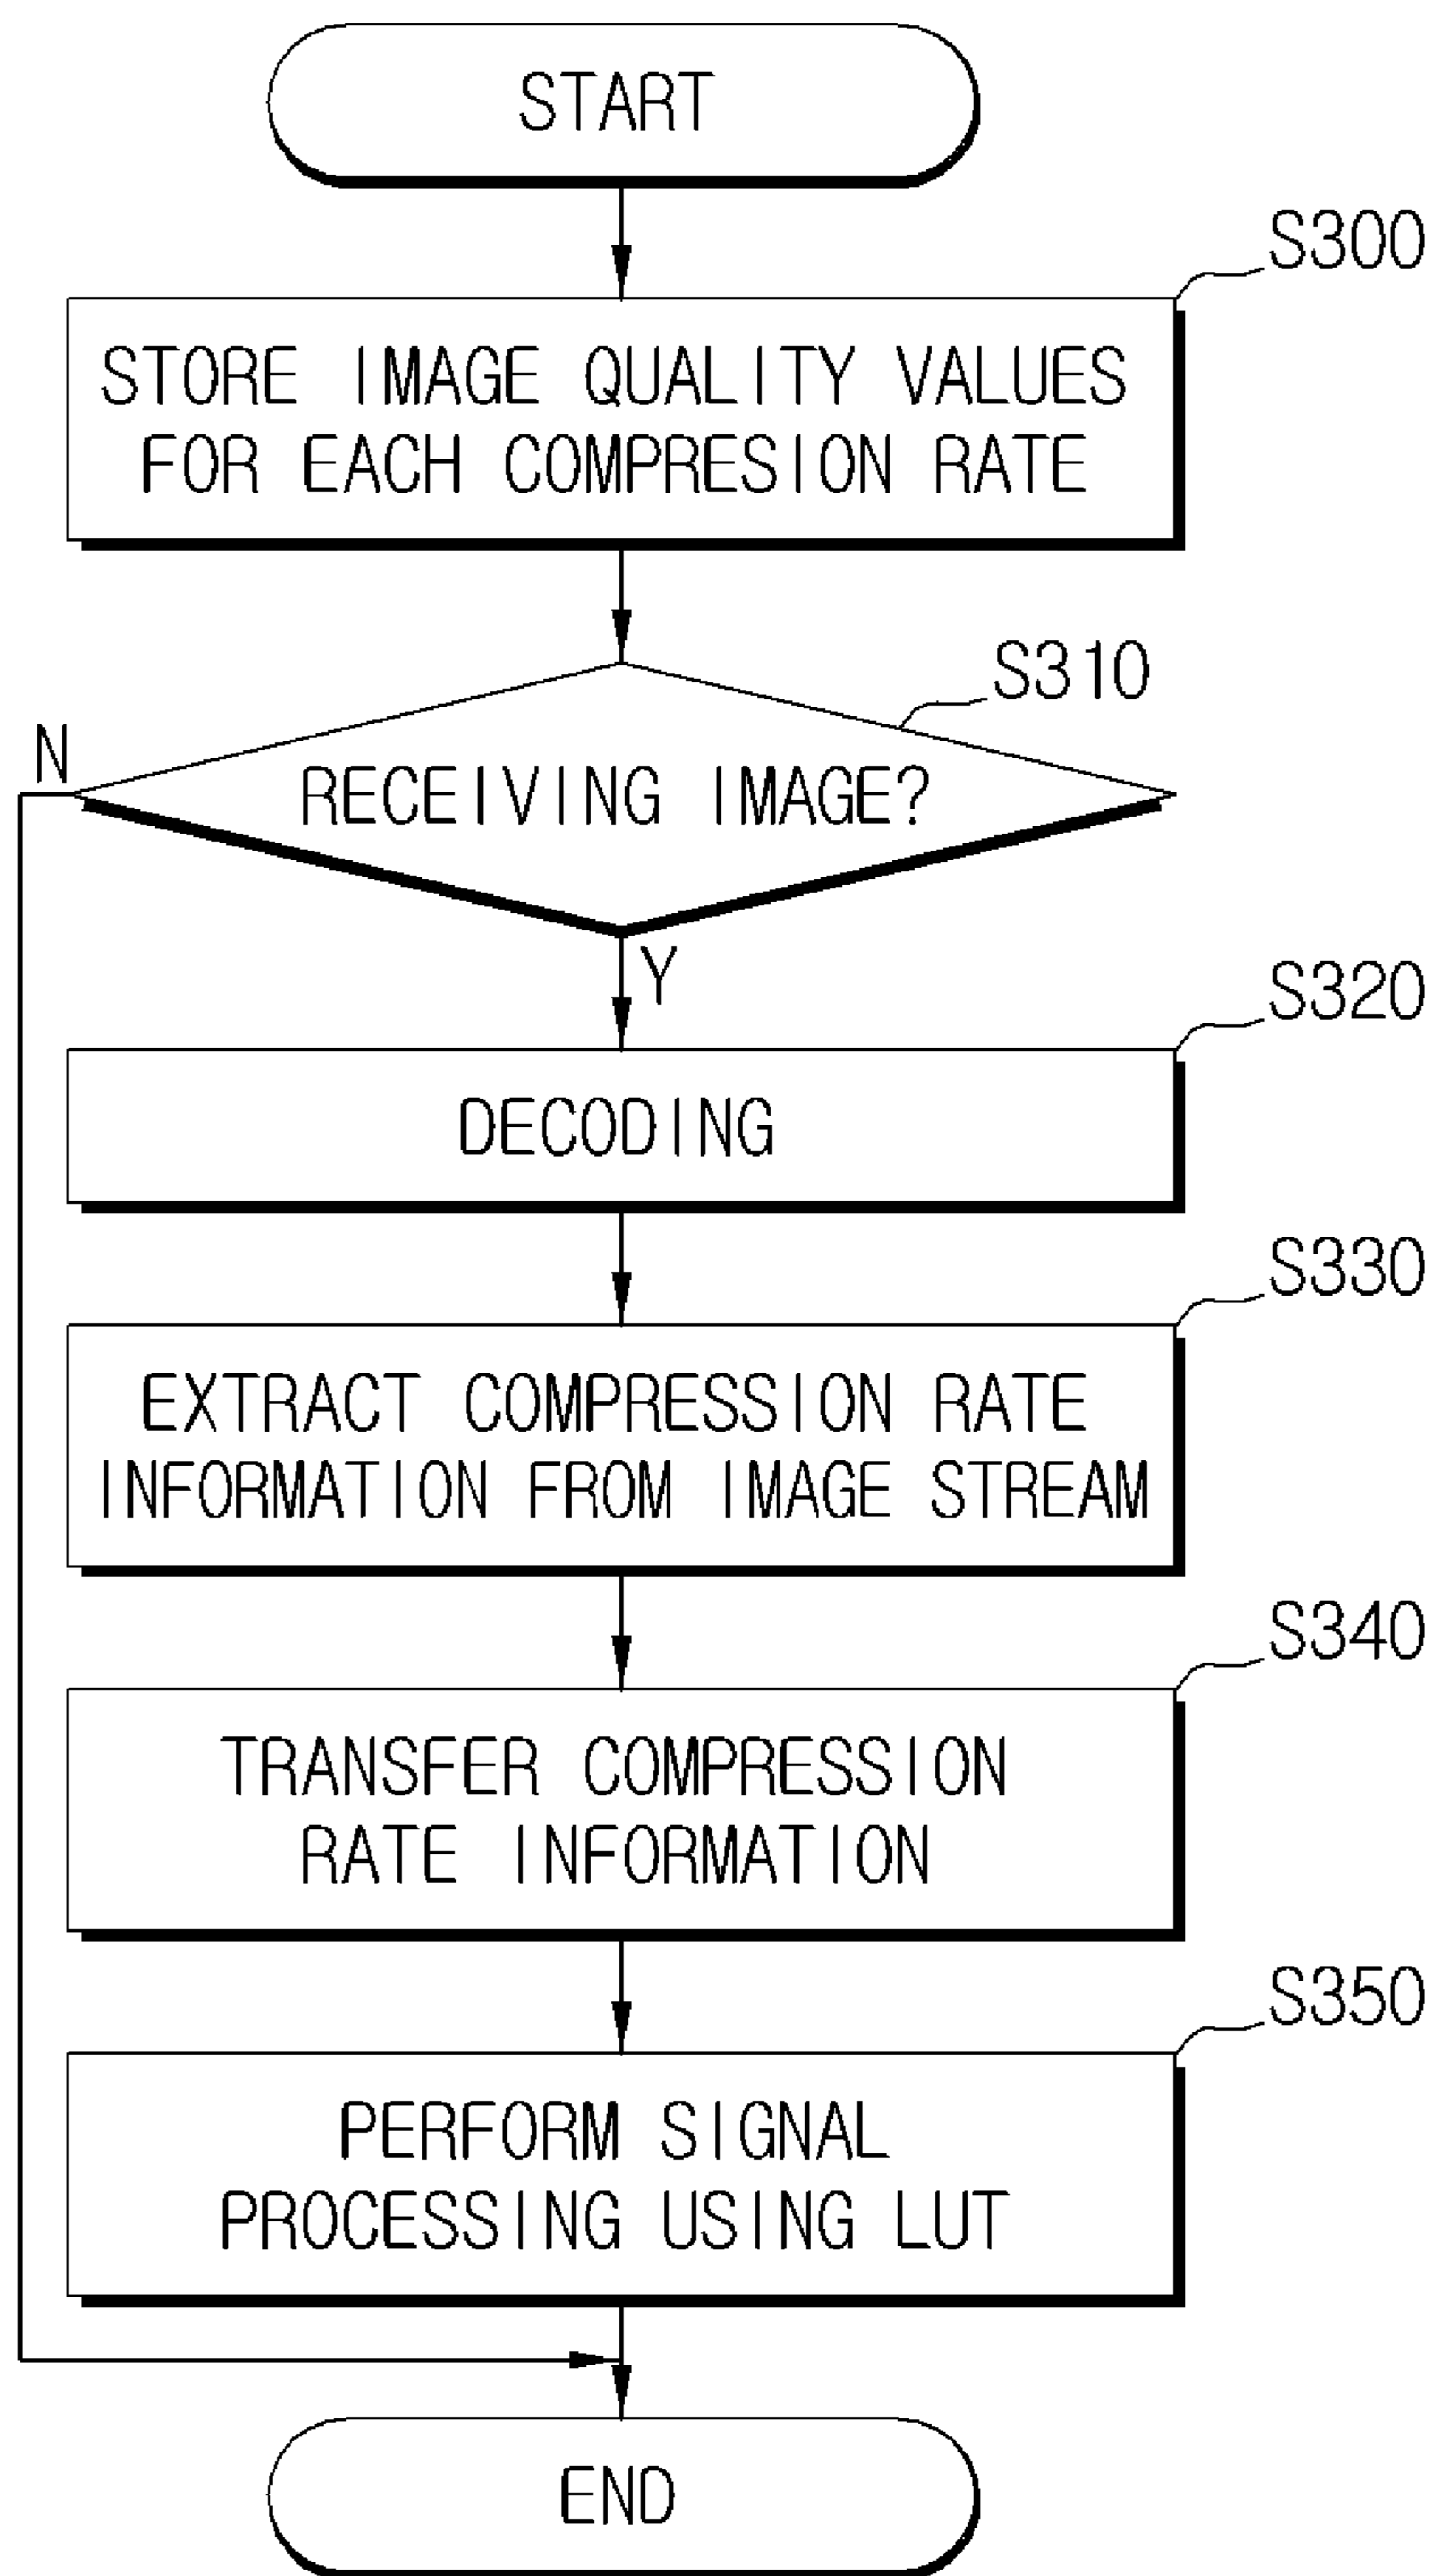 START
S300
STORE IMAGE QUALITY VALUES
FOR EACH COMPRESION RATE
S310
N
RECEIVING IMAGE?
Y
S320
DECODING
S330
EXTRACT COMPRESSION RATE
INFORMATION FROM IMAGE STREAM
S340
TRANSFER COMPRESSION
RATE INFORMATION
S350
PERFORM SIGNAL
PROCESSING USING LUT
END